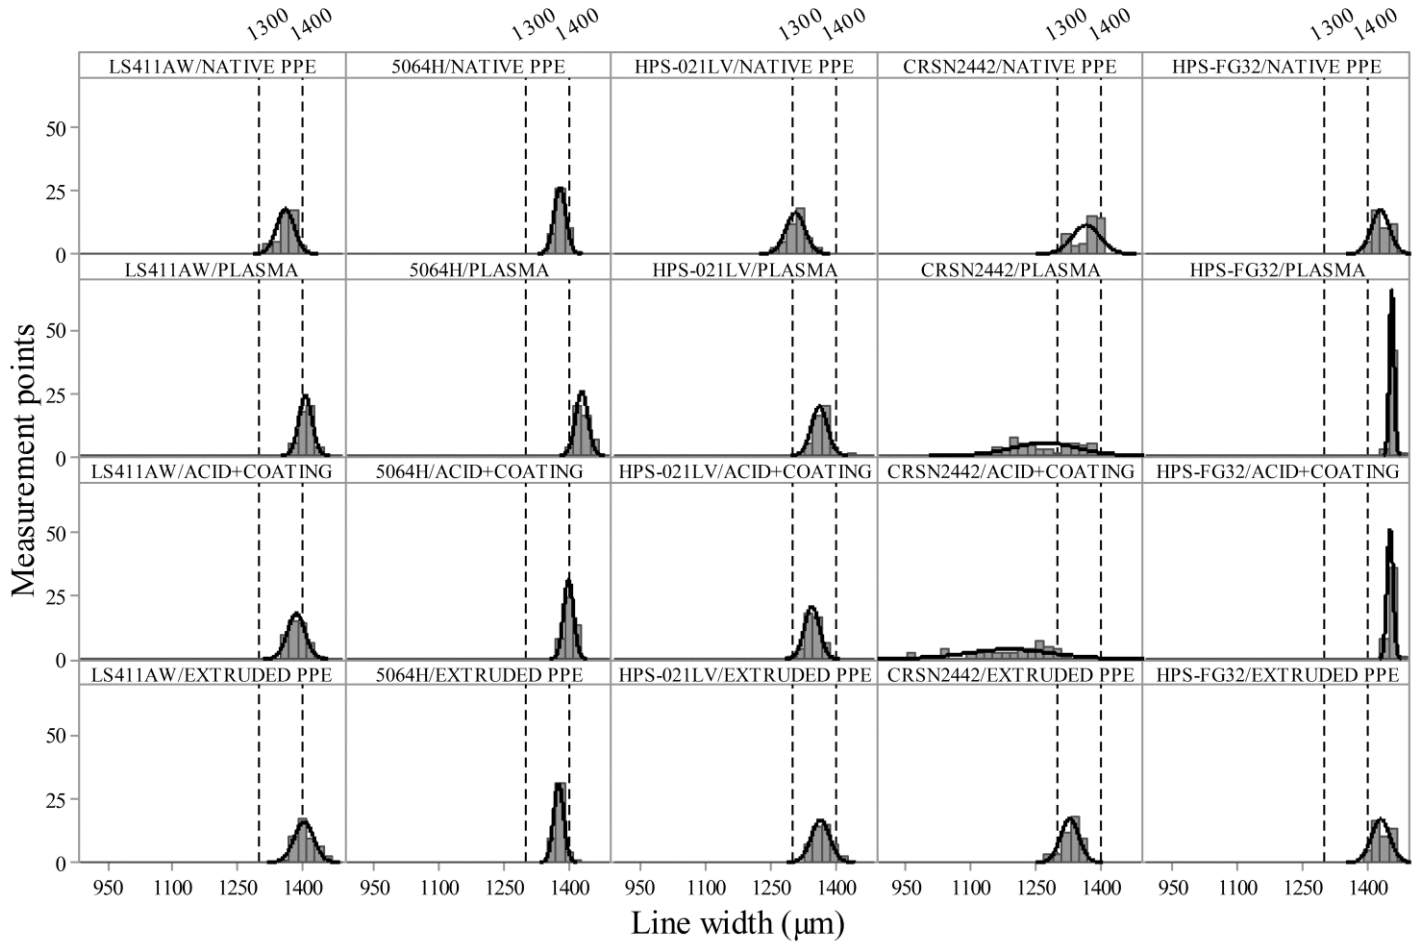 1300 1400 1300 1400 1300 1400 1300 1400 1300 1400
LS411AW/NATIVE PPE 5064H/NATIVE PPE HPS-021LV/NATIVE PPE CRSN2442/NATIVE PPE HPS-FG32/NATIVE PPE
50
25
0
LS411AW/PLASMA 5064H/PLASMA HPS-021LV/PLASMA CRSN2442/PLASMA HPS-FG32/PLASMA
50
25
0
LS411AW/ACID+COATING 5064H/ACID+COATING HPS-021LV/ACID+COATING CRSN2442/ACID+COATING HPS-FG32/ACID+COATING
50
25
0
LS411AW/EXTRUDED PPE 5064H/EXTRUDED PPE HPS-021LV/EXTRUDED PPE CRSN2442/EXTRUDED PPE HPS-FG32/EXTRUDED PPE
50
25
0
Measurement points
950 1100 1250 1400 950 1100 1250 1400 950 1100 1250 1400 950 1100 1250 1400 950 1100 1250 1400
Line width (μm)